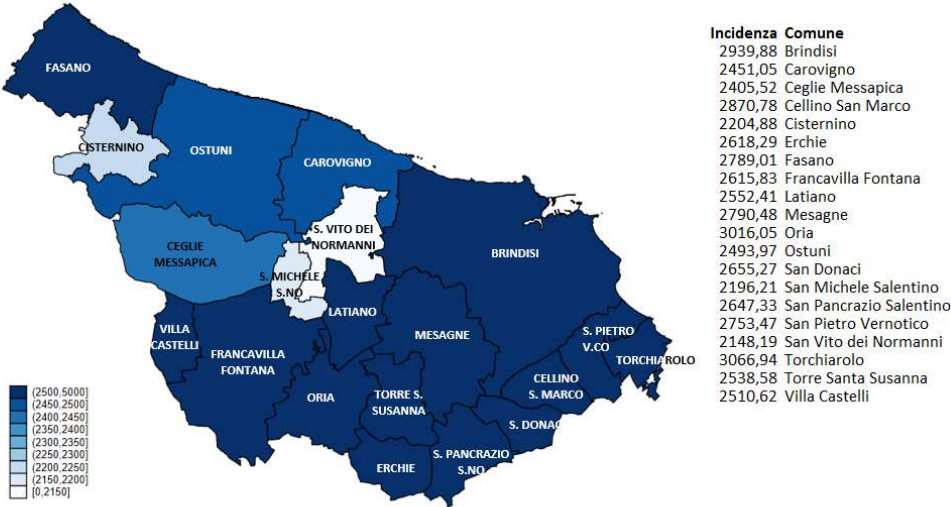 Incidenza Comune
2939,88 Brindisi
2451,05 Carovigno
2405,52 Ceglie Messapica
2870,78 Cellino San Marco
2204,88 Cisternino
2618,29 Erchie
2789,01 Fasano
2615,83 Francavilla Fontana
2552,41 Latiano
2790,48 Mesagne
3016,05 Oria
2493,97 Ostuni
2655,27 San Donaci
2196,21 San Michele Salentino
2647,33 San Pancrazio Salentino
2753,47 San Pietro Vernotico
2148,19 San Vito dei Normanni
3066,94 Torchiarolo
2538,58 Torre Santa Susanna
2510,62 Villa Castelli
FASANO
CISTERNINO
OSTUNI
CAROVIGNO
S. VITO DEI
NORMANNI
BRINDISI
CEGLIE
MESSAPICA
S. MICHELE
S.NO
LATIANO
MESAGNE
VILLA
CASTELLI
FRANCAVILLA
FONTANA
S. PIETRO
V.CO
TORCHIAROLO
CELLINO
S. MARCO
ORIA
TORRE S.
SUSANNA
S. DONAC
S. PANCRAZIO
S.NO
ERCHIE
(2500,5000]
(2450,2500]
(2400,2450]
(2350,2400]
(2300,2350]
(2250,2300]
(2200,2250]
(2150,2200]
[0,2150]